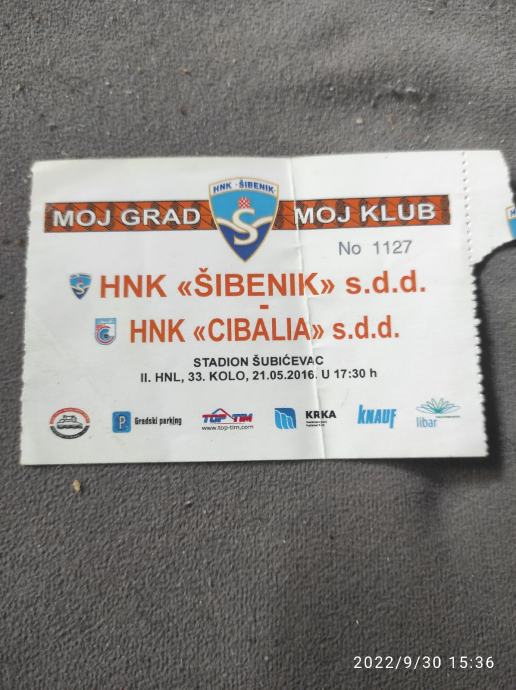 HNK ŠIBENIK
MOJ GRAD MOJ KLUB
No 1127
HNK «ŠIBENIK» s.d.d.
-
HNK «CIBALIA» s.d.d.
STADION ŠUBIĆEVAC
II. HNL, 33. KOLO, 21.05.2016. U 17:30 h
P Gradski parking
TOP-TIM
www.top-tim.com
KRKA
KNAUF
libar
2022/9/30 15:36